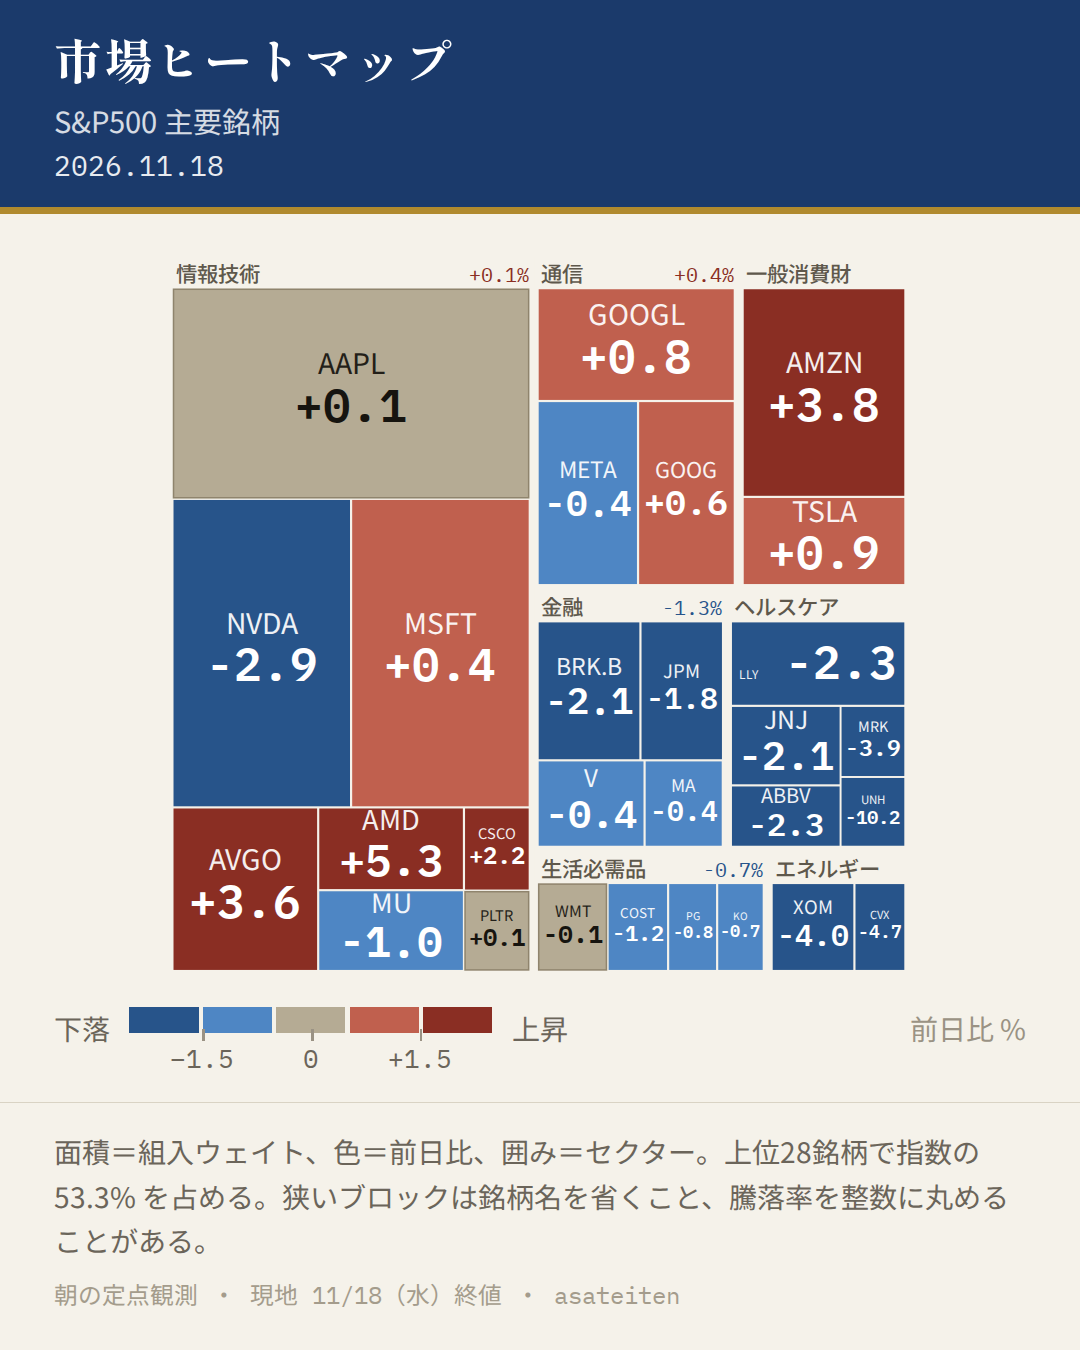 市場ヒートマップ
S&P500 主要銘柄
2026.11.18
情報技術 +0.1%
AAPL
+0.1
NVDA
-2.9
MSFT
+0.4
AVGO
+3.6
AMD
+5.3
CSCO
+2.2
MU
-1.0
PLTR
+0.1
通信 +0.4%
GOOGL
+0.8
META
-0.4
GOOG
+0.6
一般消費財
AMZN
+3.8
TSLA
+0.9
金融 -1.3%
BRK.B
-2.1
JPM
-1.8
V
-0.4
MA
-0.4
ヘルスケア
LLY -2.3
JNJ
-2.1
MRK
-3.9
ABBV
-2.3
UNH
-10.2
生活必需品 -0.7%
WMT
-0.1
COST
-1.2
PG
-0.8
KO
-0.7
エネルギー
XOM
-4.0
CVX
-4.7
下落 上昇 前日比 %
−1.5 0 +1.5
面積＝組入ウェイト、色＝前日比、囲み＝セクター。上位28銘柄で指数の
53.3% を占める。狭いブロックは銘柄名を省くこと、騰落率を整数に丸める
ことがある。
朝の定点観測 ・ 現地 11/18（水）終値 ・ asateiten